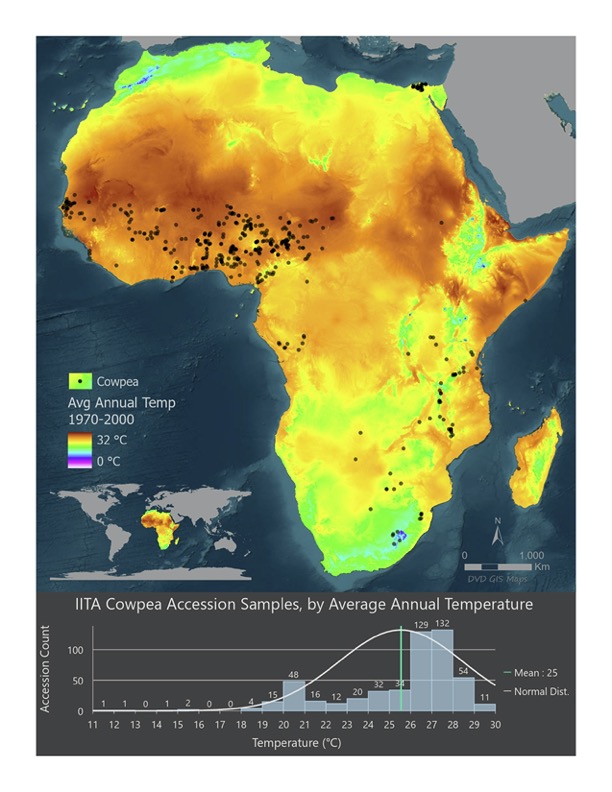 Cowpea
Avg Annual Temp
1970-2000
32 °C
0 °C
N
0 1,000
Km
DVD GIS Maps
IITA Cowpea Accession Samples, by Average Annual Temperature
Accession Count
100
50
0
1 1 0 1 2 0 0 4 15 48 16 12 20 32 34 129 132 54 11
11 12 13 14 15 16 17 18 19 20 21 22 23 24 25 26 27 28 29 30
Temperature (°C)
Mean : 25
Normal Dist.